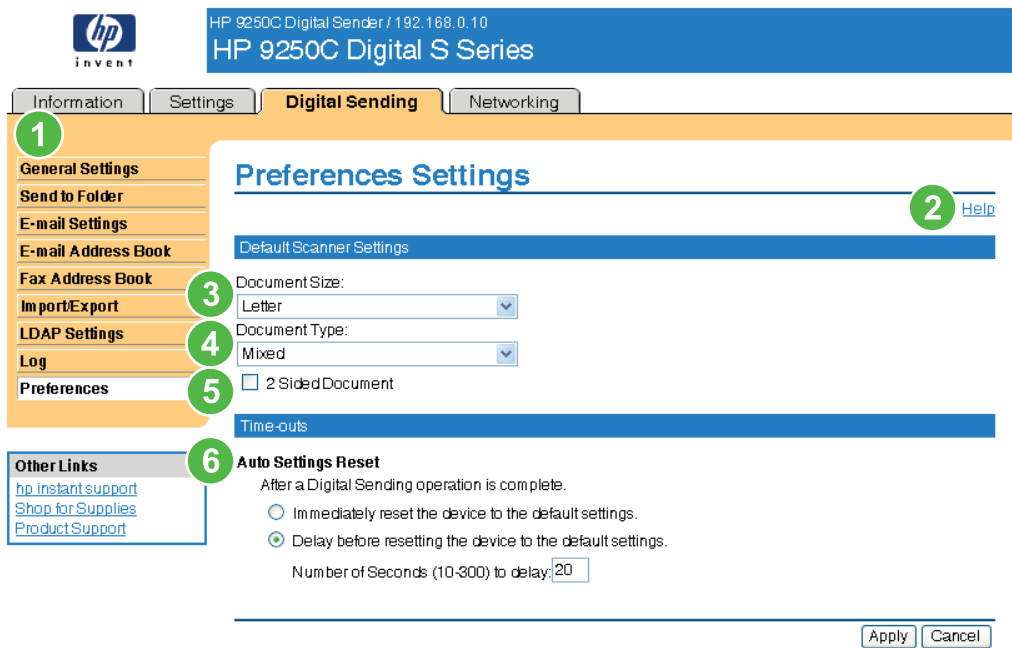 hp
invent
HP 9250C Digital Sender / 192.168.0.10
HP 9250C Digital S Series
Information
Settings
Digital Sending
Networking
1
General Settings
Send to Folder
E-mail Settings
E-mail Address Book
Fax Address Book
Import/Export
LDAP Settings
Log
Preferences
Other Links
hp instant support
Shop for Supplies
Product Support
Preferences Settings
2
Help
Default Scanner Settings
3
Document Size:
Letter
4
Document Type:
Mixed
5
2 Sided Document
Time-outs
6
Auto Settings Reset
After a Digital Sending operation is complete.
Immediately reset the device to the default settings.
Delay before resetting the device to the default settings.
Number of Seconds (10-300) to delay: 20
Apply
Cancel